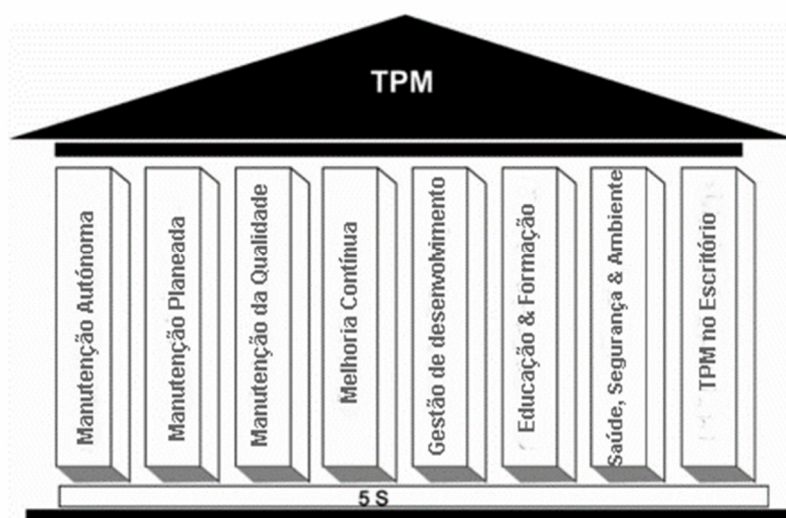 TPM
Manutenção Autónoma
Manutenção Planeada
Manutenção da Qualidade
Melhoria Contínua
Gestão de desenvolvimento
Educação & Formação
Saúde, Segurança & Ambiente
TPM no Escritório
5 S